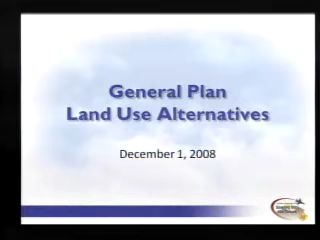 General Plan
Land Use Alternatives
December 1, 2008